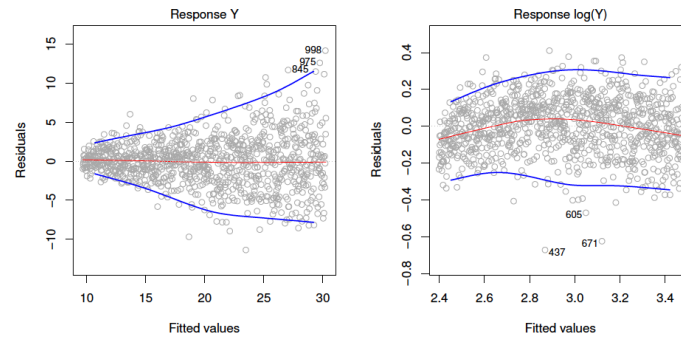 Response Y
Residuals
15
10
5
0
−5
−10
998
975
845
10 15 20 25 30
Fitted values
Response log(Y)
Residuals
0.4
0.2
0.0
−0.2
−0.4
−0.6
−0.8
605
671
437
2.4 2.6 2.8 3.0 3.2 3.4
Fitted values